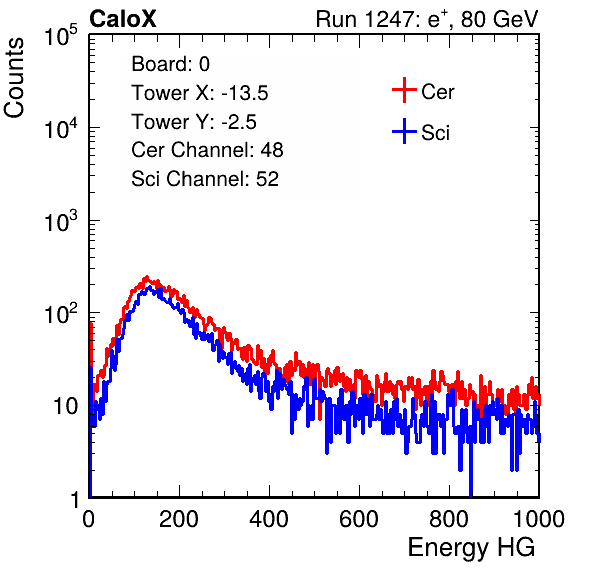 CaloX Run 1247: e⁺, 80 GeV
Counts
10⁵
10⁴
10³
10²
10
1
Board: 0
Tower X: -13.5
Tower Y: -2.5
Cer Channel: 48
Sci Channel: 52
Cer
Sci
0 200 400 600 800 1000
Energy HG